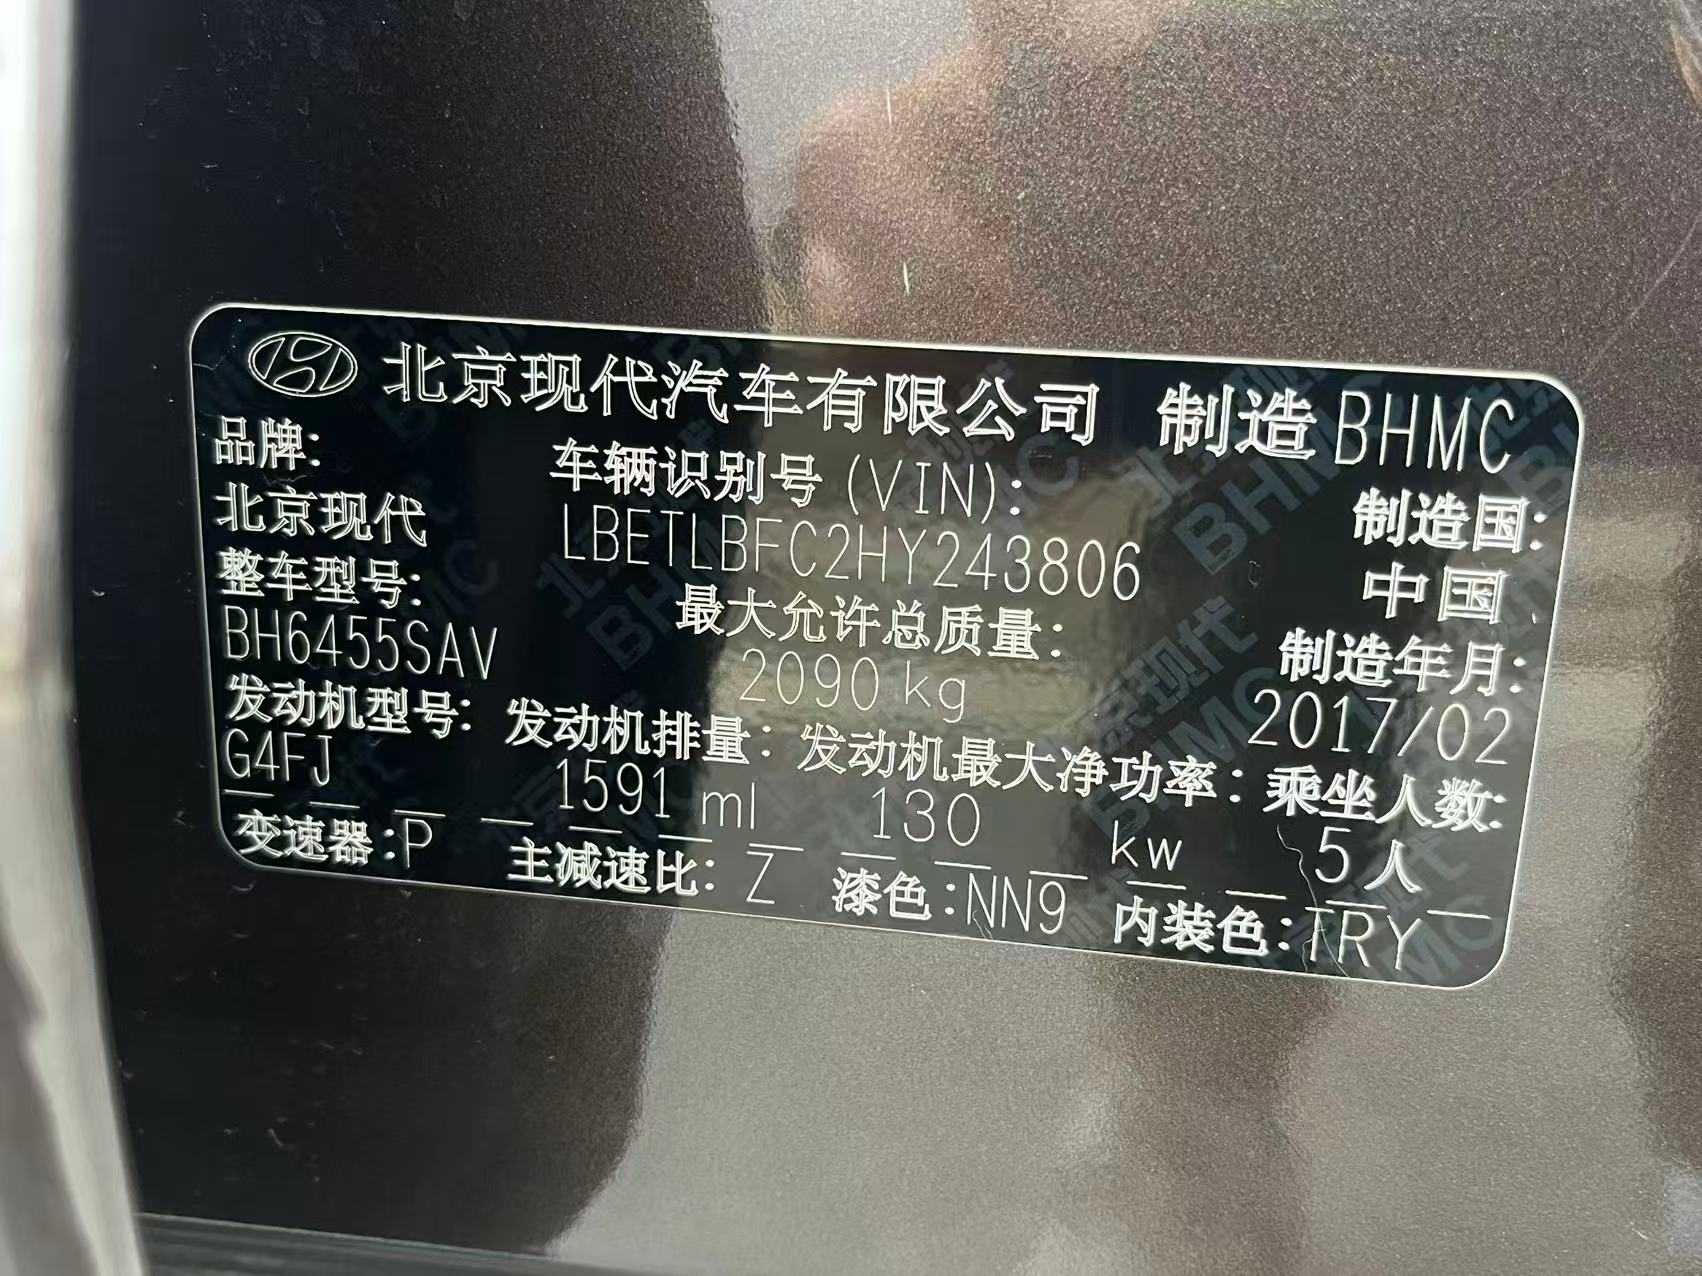 北京现代汽车有限公司 制造 BHMC
品牌: 车辆识别号 (VIN): 制造国:
北京现代 LBETLBFC2HY243806 中国
整车型号: 最大允许总质量: 制造年月:
BH6455SAV 2090 kg 2017/02
发动机型号: 发动机排量: 发动机最大净功率: 乘坐人数:
G4FJ 1591 ml 130 kw 5人
变速器:P 主减速比: Z 漆色:NN9 内装色:TRY